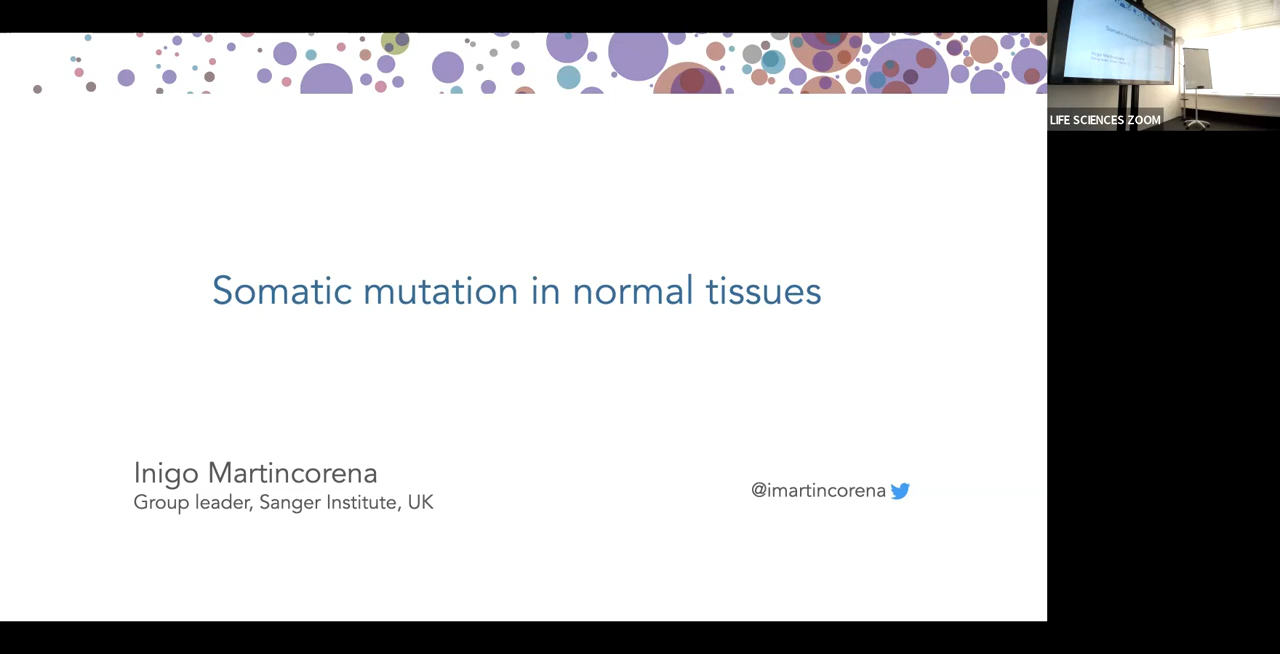 Somatic mutation in normal tissues
Inigo Martincorena
Group leader, Sanger Institute, UK
@imartincorena
LIFE SCIENCES ZOOM